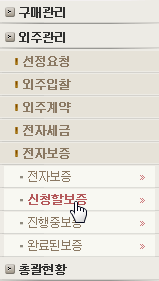 구매관리
외주관리
선정요청
외주입찰
외주계약
전자세금
전자보증
전자보증 »
신청할보증 »
진행중보증 »
완료된보증 »
총괄현황